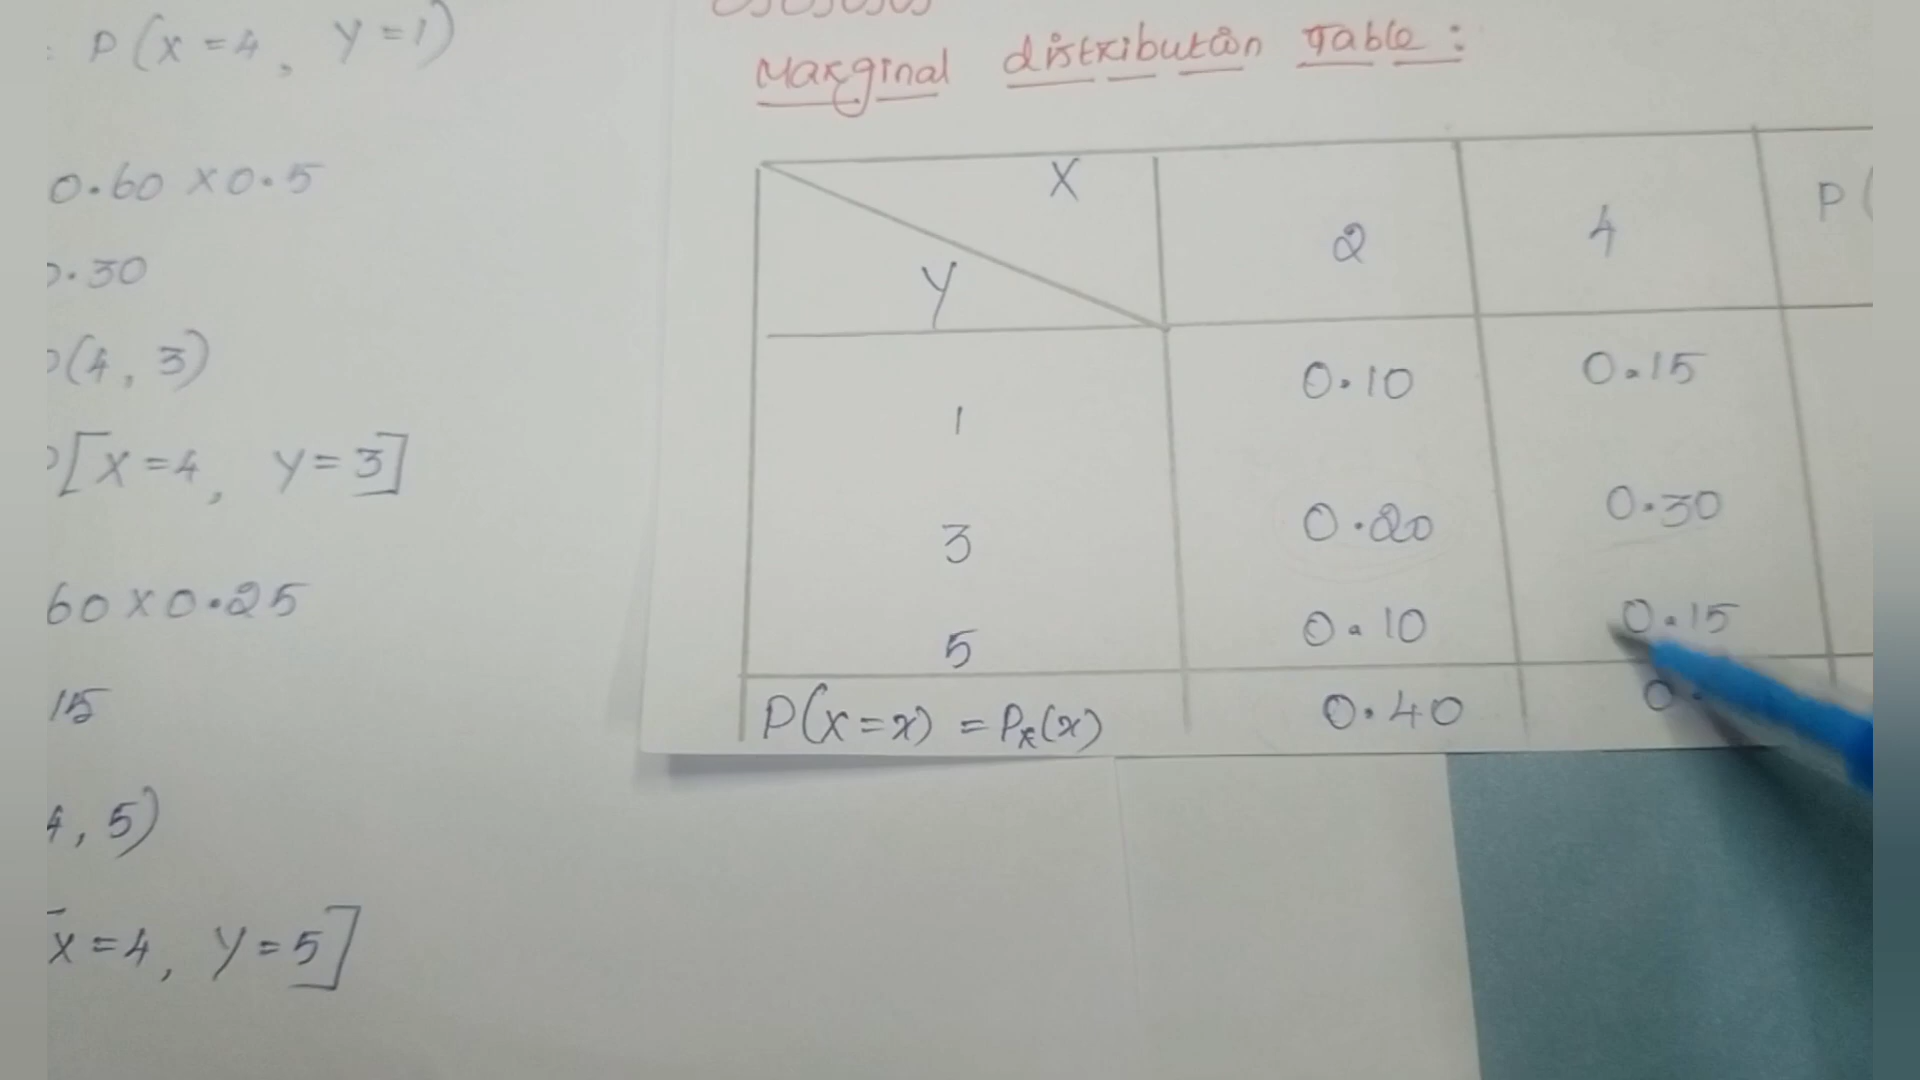 P(X=4, Y=1)
0.60 X 0.5
0.30
(4, 3)
[X=4, Y=3]
60 X 0.25
15
4, 5)
X=4, Y=5]
Marginal distribution Table:
X
Y
2
4
P(
1
0.10
0.15
3
0.20
0.30
5
0.10
0.15
P(X=x) = Px(x)
0.40
0.